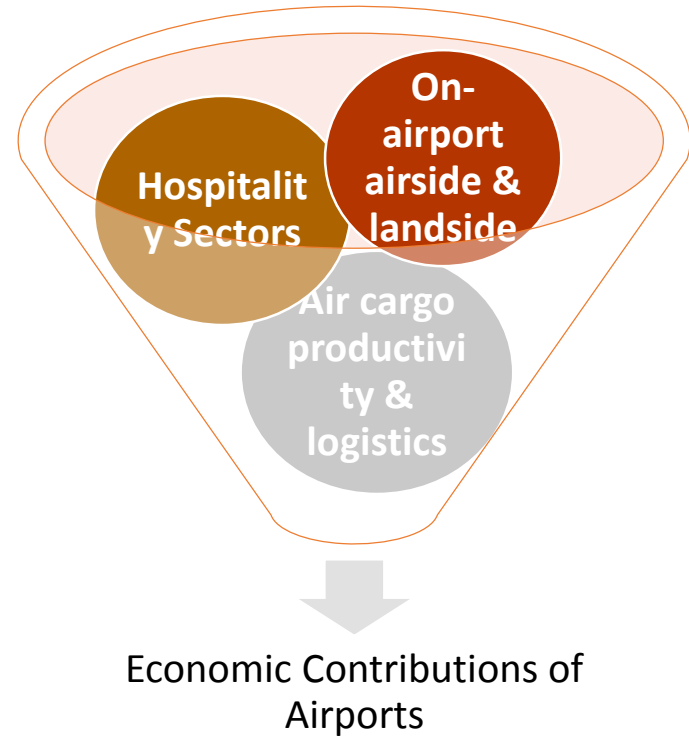 On-
airport
airside &
landside
Hospitalit
y Sectors
Air cargo
productivi
ty &
logistics
Economic Contributions of
Airports